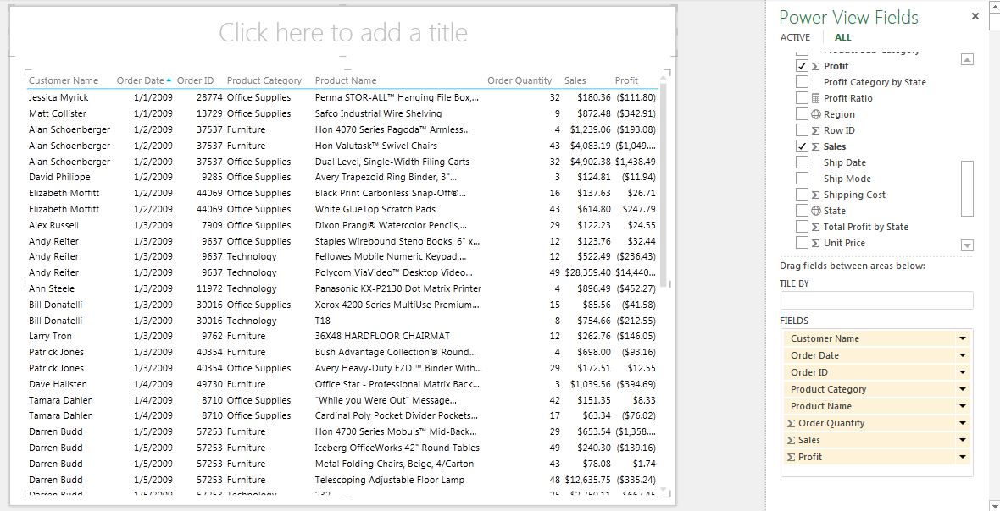 Click here to add a title
Customer Name Order Date Order ID Product Category Product Name Order Quantity Sales Profit
Jessica Myrick 1/1/2009 28774 Office Supplies Perma STOR-ALL™ Hanging File Box,... 32 $180.36 ($111.80)
Matt Collister 1/1/2009 13729 Office Supplies Safco Industrial Wire Shelving 9 $872.48 ($342.91)
Alan Schoenberger 1/2/2009 37537 Furniture Hon 4070 Series Pagoda™ Armless... 4 $1,239.06 ($193.08)
Alan Schoenberger 1/2/2009 37537 Furniture Hon Valutask™ Swivel Chairs 43 $4,083.19 ($1,049....
Alan Schoenberger 1/2/2009 37537 Office Supplies Dual Level, Single-Width Filing Carts 32 $4,902.38 $1,438.49
David Philippe 1/2/2009 9285 Office Supplies Avery Trapezoid Ring Binder, 3"... 3 $124.81 ($11.94)
Elizabeth Moffitt 1/2/2009 44069 Office Supplies Black Print Carbonless Snap-Off®... 16 $137.63 $26.71
Elizabeth Moffitt 1/2/2009 44069 Office Supplies White GlueTop Scratch Pads 43 $614.80 $247.79
Alex Russell 1/3/2009 7909 Office Supplies Dixon Prang® Watercolor Pencils,... 29 $122.23 $24.55
Andy Reiter 1/3/2009 9637 Office Supplies Staples Wirebound Steno Books, 6" x... 12 $123.76 $32.44
Andy Reiter 1/3/2009 9637 Technology Fellowes Mobile Numeric Keypad,... 12 $522.49 ($236.43)
Andy Reiter 1/3/2009 9637 Technology Polycom ViaVideo™ Desktop Video... 49 $28,359.40 $14,440...
Ann Steele 1/3/2009 11972 Technology Panasonic KX-P2130 Dot Matrix Printer 4 $896.49 ($452.27)
Bill Donatelli 1/3/2009 30016 Office Supplies Xerox 4200 Series MultiUse Premium... 15 $85.56 ($41.58)
Bill Donatelli 1/3/2009 30016 Technology T18 8 $754.66 ($212.55)
Larry Tron 1/3/2009 9762 Furniture 36X48 HARDFLOOR CHAIRMAT 12 $262.76 ($146.05)
Patrick Jones 1/3/2009 40354 Furniture Bush Advantage Collection® Round... 4 $698.00 ($93.16)
Patrick Jones 1/3/2009 40354 Office Supplies Avery Heavy-Duty EZD ™ Binder With... 29 $172.51 $12.55
Dave Hallsten 1/4/2009 49730 Furniture Office Star - Professional Matrix Back... 3 $1,039.56 ($394.69)
Tamara Dahlen 1/4/2009 8710 Office Supplies "While you Were Out" Message... 42 $151.35 $8.33
Tamara Dahlen 1/4/2009 8710 Office Supplies Cardinal Poly Pocket Divider Pockets... 17 $63.34 ($76.02)
Darren Budd 1/5/2009 57253 Furniture Hon 4700 Series Mobuis™ Mid-Back... 29 $653.54 ($1,358....
Darren Budd 1/5/2009 57253 Furniture Iceberg OfficeWorks 42" Round Tables 49 $240.30 ($139.16)
Darren Budd 1/5/2009 57253 Furniture Metal Folding Chairs, Beige, 4/Carton 43 $78.08 $1.74
Darren Budd 1/5/2009 57253 Furniture Telescoping Adjustable Floor Lamp 48 $12,635.75 ($335.24)
Darren Budd 1/5/2009 57253 Technology 232 25 $2,750.11 $667.45
Power View Fields
ACTIVE ALL
Product Sub-Category
Σ Profit
Profit Category by State
Profit Ratio
Region
Σ Row ID
Σ Sales
Ship Date
Ship Mode
Σ Shipping Cost
State
Σ Total Profit by State
Σ Unit Price
Drag fields between areas below:
TILE BY
FIELDS
Customer Name
Order Date
Order ID
Product Category
Product Name
Σ Order Quantity
Σ Sales
Σ Profit